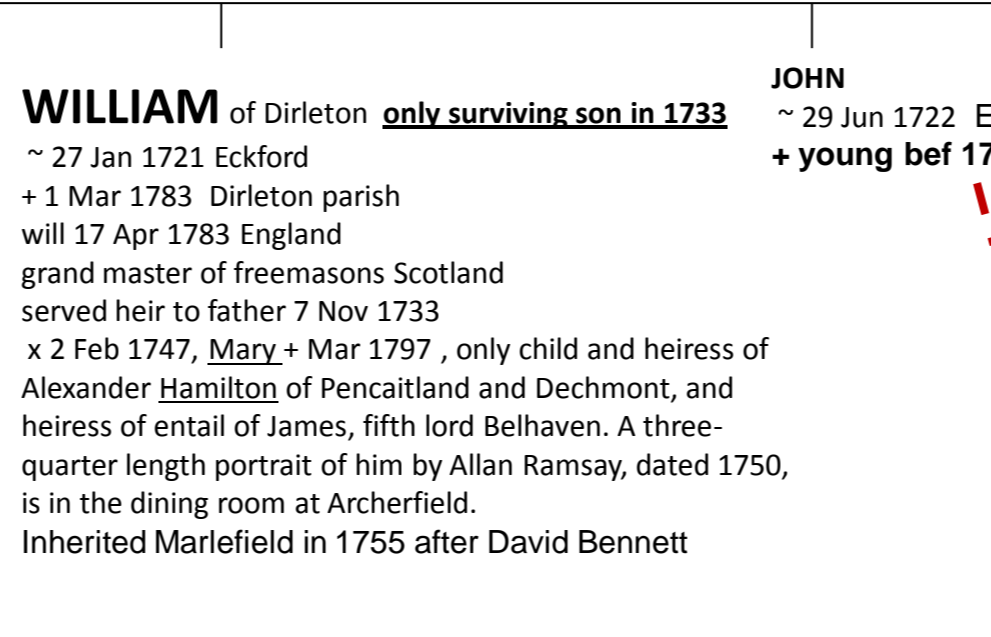 WILLIAM of Dirleton only surviving son in 1733
~ 27 Jan 1721 Eckford
+ 1 Mar 1783 Dirleton parish
will 17 Apr 1783 England
grand master of freemasons Scotland
served heir to father 7 Nov 1733
x 2 Feb 1747, Mary + Mar 1797 , only child and heiress of
Alexander Hamilton of Pencaitland and Dechmont, and
heiress of entail of James, fifth lord Belhaven. A three-
quarter length portrait of him by Allan Ramsay, dated 1750,
is in the dining room at Archerfield.
Inherited Marlefield in 1755 after David Bennett
JOHN
~ 29 Jun 1722
+ young bef